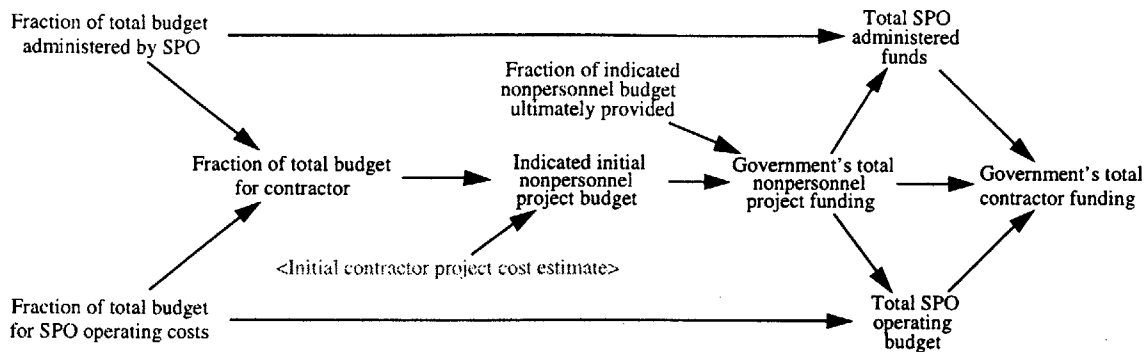 Fraction of total budget
administered by SPO
Total SPO
administered
funds
Fraction of indicated
nonpersonnel budget
ultimately provided
Fraction of total budget
for contractor
Indicated initial
nonpersonnel
project budget
Government's total
nonpersonnel
project funding
Government's total
contractor funding
<Initial contractor project cost estimate>
Fraction of total budget
for SPO operating costs
Total SPO
operating
budget